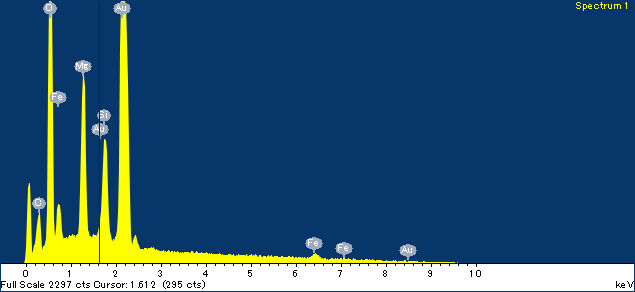 Spectrum 1
O Au
Mg
Fe
Si
Au
C
Fe Fe Au
0 1 2 3 4 5 6 7 8 9 10
Full Scale 2297 cts Cursor: 1.612 (295 cts) keV